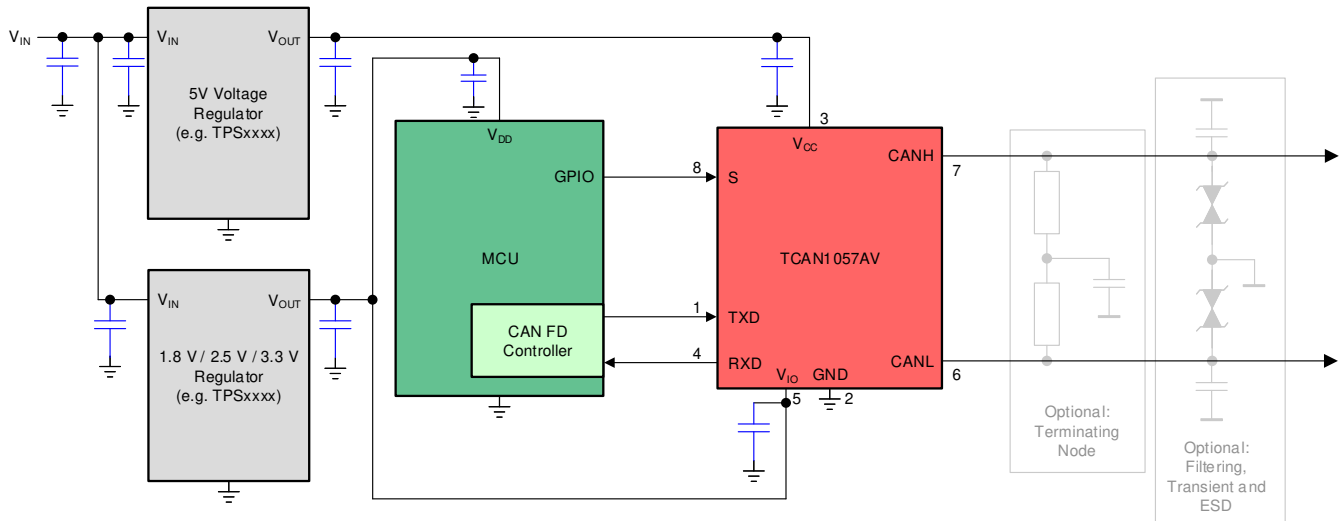 VIN
VIN
VOUT
5V Voltage
Regulator
(e.g. TPSxxxx)
VIN
VOUT
1.8 V / 2.5 V / 3.3 V
Regulator
(e.g. TPSxxxx)
VDD
GPIO
MCU
CAN FD
Controller
8
1
4
3
VCC
S
TXD
RXD
TCAN1057AV
CANH
CANL
VIO
GND
5
2
7
6
Optional:
Terminating
Node
Optional:
Filtering,
Transient and
ESD